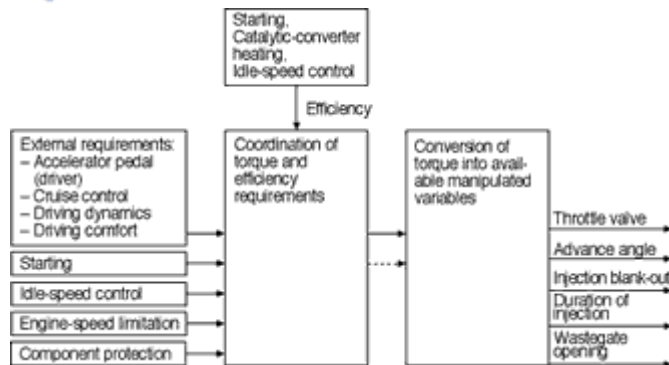 Starting,
Catalytic-converter
heating,
Idle-speed control
Efficiency
External requirements:
– Accelerator pedal
(driver)
– Cruise control
– Driving dynamics
– Driving comfort
Starting
Idle-speed control
Engine-speed limitation
Component protection
Coordination of
torque and
efficiency
requirements
Conversion of
torque into avail-
able manipulated
variables
Throttle valve
Advance angle
Injection blank-out
Duration of
injection
Wastegate
opening